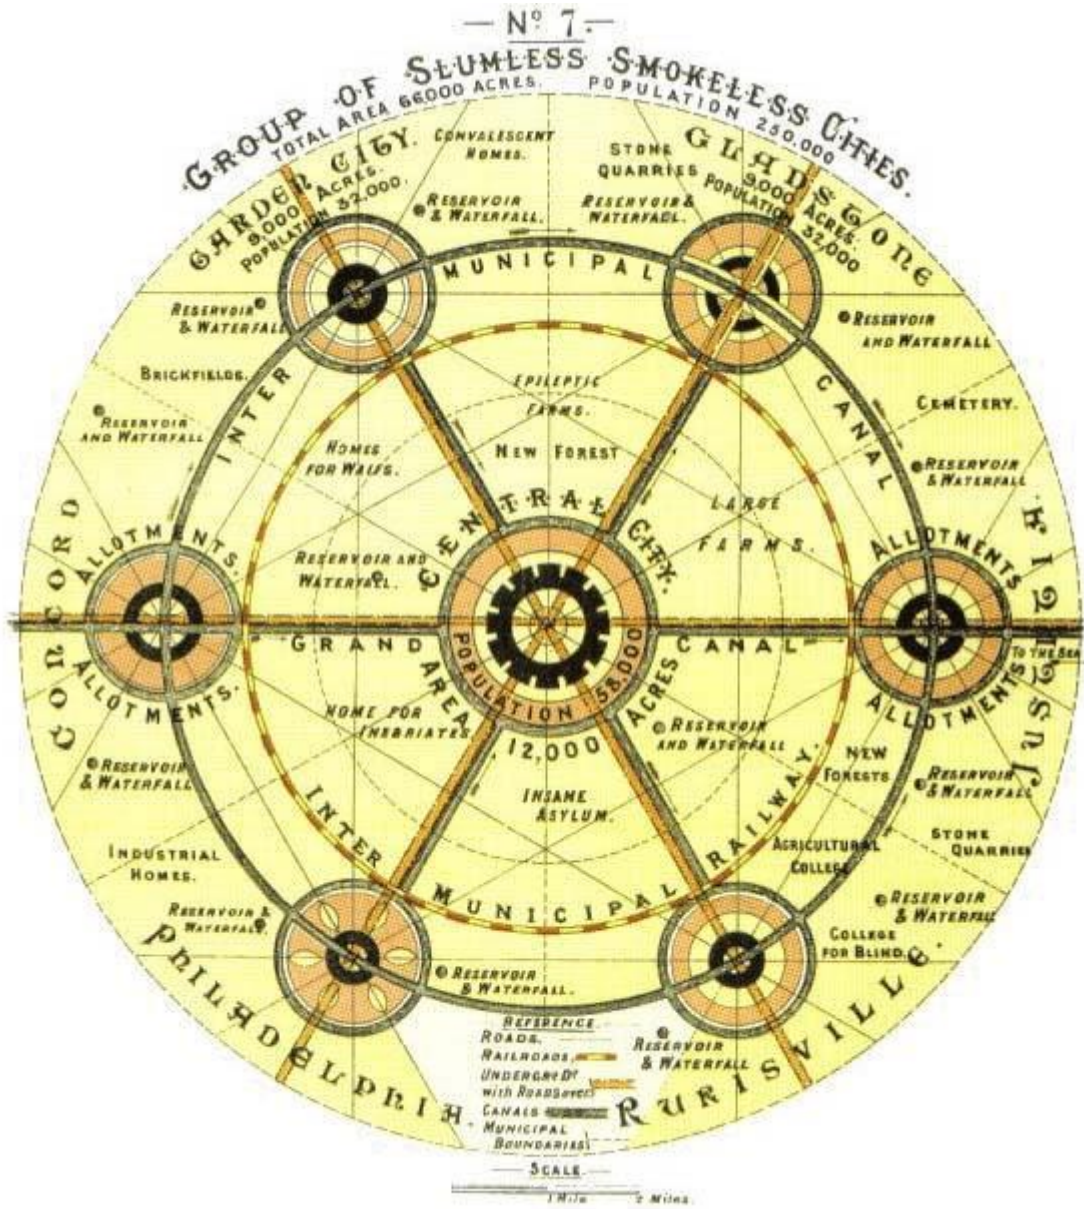 — Nº 7. —
GROUP OF SLUMLESS SMOKELESS CITIES.
TOTAL AREA 66,000 ACRES. POPULATION 250,000
GARDEN CITY.
9,000 ACRES.
POPULATION 32,000.
CONVALESCENT
HOMES.
STONE
QUARRIES
GLADSTONE
9,000 ACRES.
POPULATION 32,000
RESERVOIR
& WATERFALL.
RESERVOIR &
WATERFALL.
INTER MUNICIPAL CANAL
RESERVOIR
& WATERFALL
RESERVOIR
AND WATERFALL
BRICKFIELDS.
EPILEPTIC
FARMS.
CEMETERY.
RESERVOIR
AND WATERFALL
HOMES
FOR WAIFS.
NEW FOREST
RESERVOIR
& WATERFALL
LARGE
FARMS.
CONCORD
ALLOTMENTS.
CENTRAL CITY.
ALLOTMENTS
RESERVOIR AND
WATERFALL.
GRAND CANAL
TO THE SEA
ALLOTMENTS.
AREA 12,000 ACRES
POPULATION 58,000
ALLOTMENTS
HOME FOR
INEBRIATES
RESERVOIR
AND WATERFALL
RESERVOIR
& WATERFALL
NEW
FORESTS
RESERVOIR
& WATERFALL
INSANE
ASYLUM.
INTER MUNICIPAL RAILWAY.
STONE
QUARRIES
INDUSTRIAL
HOMES.
AGRICULTURAL
COLLEGE
RESERVOIR &
WATERFALL
RESERVOIR
& WATERFALL
COLLEGE
FOR BLIND.
RESERVOIR
& WATERFALL.
PHILADELPHIA
RURISVILLE
REFERENCE
ROADS.
RAILROADS.
UNDERGRᴰ Dº
with ROADS over
CANALS
MUNICIPAL
BOUNDARIES
RESERVOIR
& WATERFALL
SCALE
1 Mile 2 Miles.